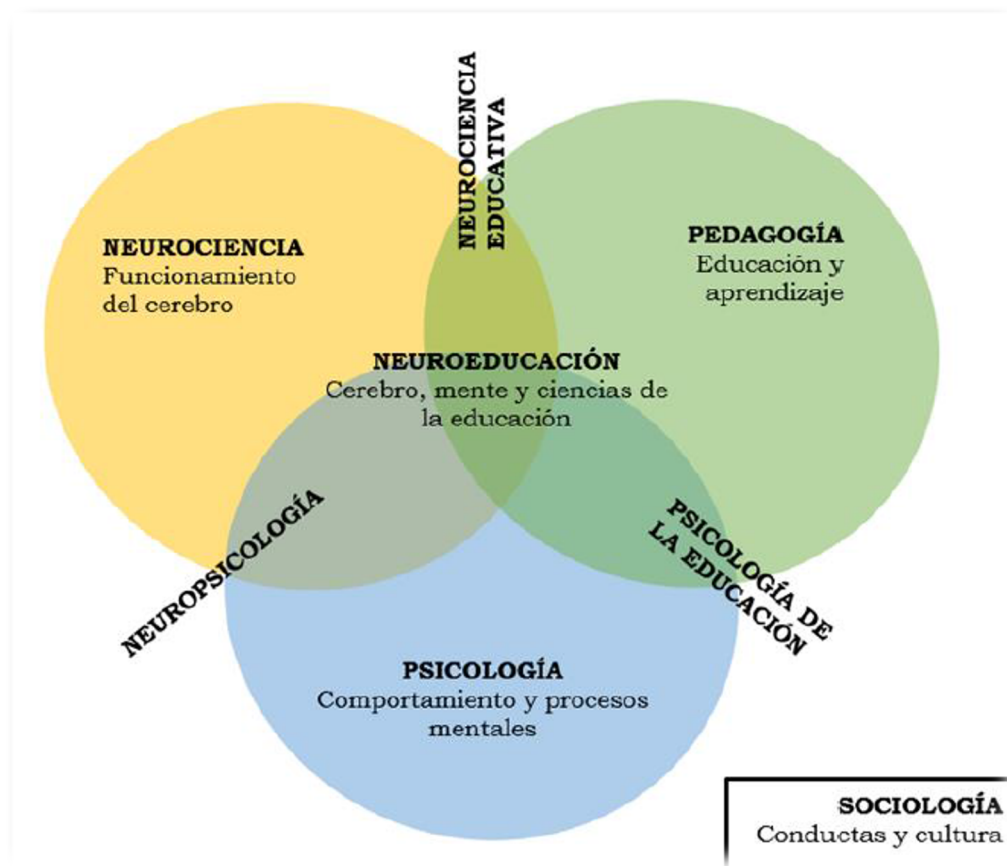 NEUROCIENCIA
EDUCATIVA
NEUROCIENCIA
Funcionamiento
del cerebro
PEDAGOGÍA
Educación y
aprendizaje
NEUROEDUCACIÓN
Cerebro, mente y ciencias de
la educación
NEUROPSICOLOGÍA
PSICOLOGÍA DE
LA EDUCACIÓN
PSICOLOGÍA
Comportamiento y procesos
mentales
SOCIOLOGÍA
Conductas y cultura